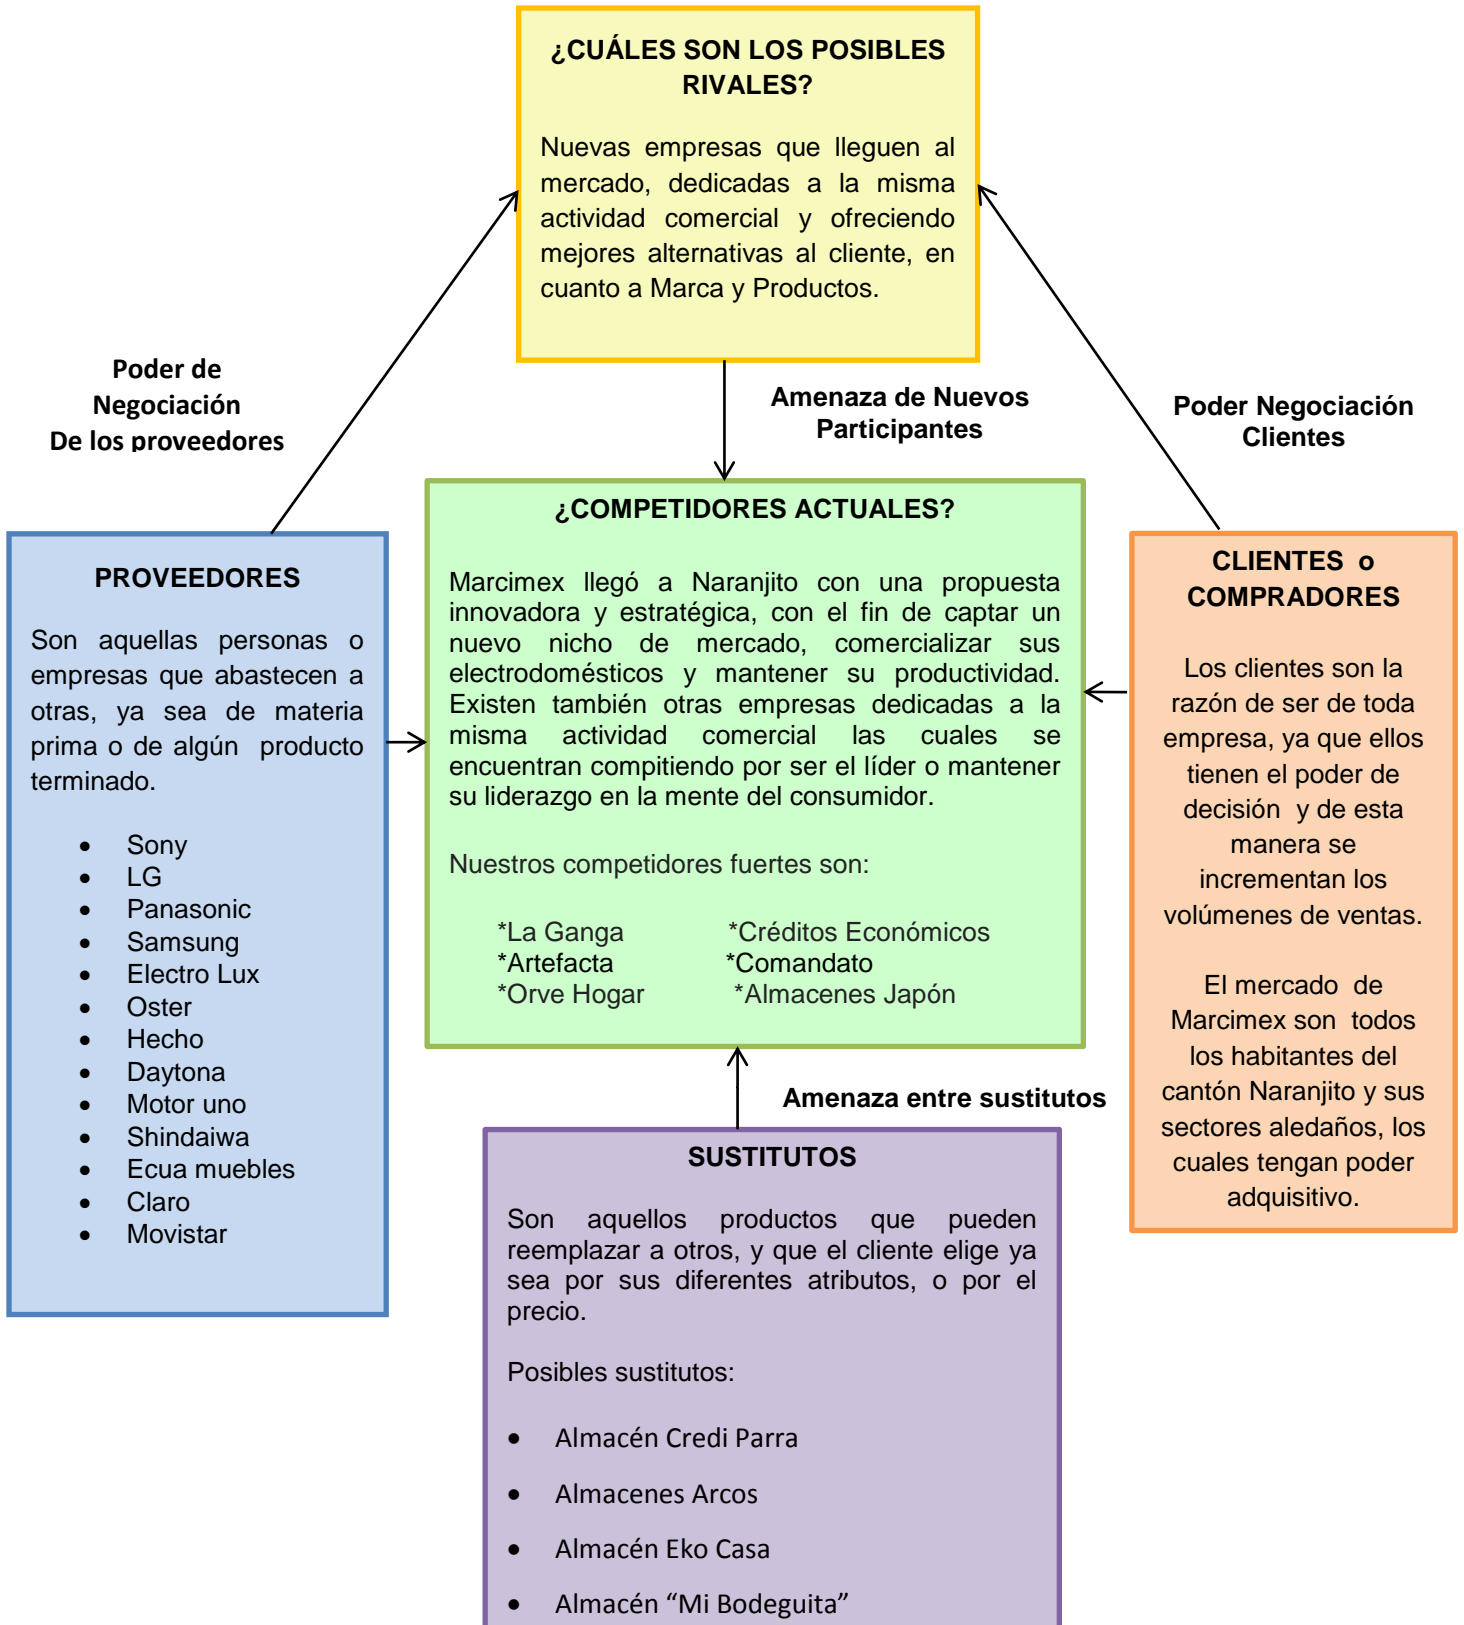 ¿CUÁLES SON LOS POSIBLES
RIVALES?
Nuevas empresas que lleguen al
mercado, dedicadas a la misma
actividad comercial y ofreciendo
mejores alternativas al cliente, en
cuanto a Marca y Productos.
Poder de
Negociación
De los proveedores
Amenaza de Nuevos
Participantes
Poder Negociación
Clientes
PROVEEDORES
Son aquellas personas o
empresas que abastecen a
otras, ya sea de materia
prima o de algún producto
terminado.
• Sony
• LG
• Panasonic
• Samsung
• Electro Lux
• Oster
• Hecho
• Daytona
• Motor uno
• Shindaiwa
• Ecua muebles
• Claro
• Movistar
¿COMPETIDORES ACTUALES?
Marcimex llegó a Naranjito con una propuesta
innovadora y estratégica, con el fin de captar un
nuevo nicho de mercado, comercializar sus
electrodomésticos y mantener su productividad.
Existen también otras empresas dedicadas a la
misma actividad comercial las cuales se
encuentran compitiendo por ser el líder o mantener
su liderazgo en la mente del consumidor.
Nuestros competidores fuertes son:
*La Ganga *Créditos Económicos
*Artefacta *Comandato
*Orve Hogar *Almacenes Japón
CLIENTES o
COMPRADORES
Los clientes son la
razón de ser de toda
empresa, ya que ellos
tienen el poder de
decisión y de esta
manera se
incrementan los
volúmenes de ventas.
El mercado de
Marcimex son todos
los habitantes del
cantón Naranjito y sus
sectores aledaños, los
cuales tengan poder
adquisitivo.
Amenaza entre sustitutos
SUSTITUTOS
Son aquellos productos que pueden
reemplazar a otros, y que el cliente elige ya
sea por sus diferentes atributos, o por el
precio.
Posibles sustitutos:
• Almacén Credi Parra
• Almacenes Arcos
• Almacén Eko Casa
• Almacén “Mi Bodeguita”